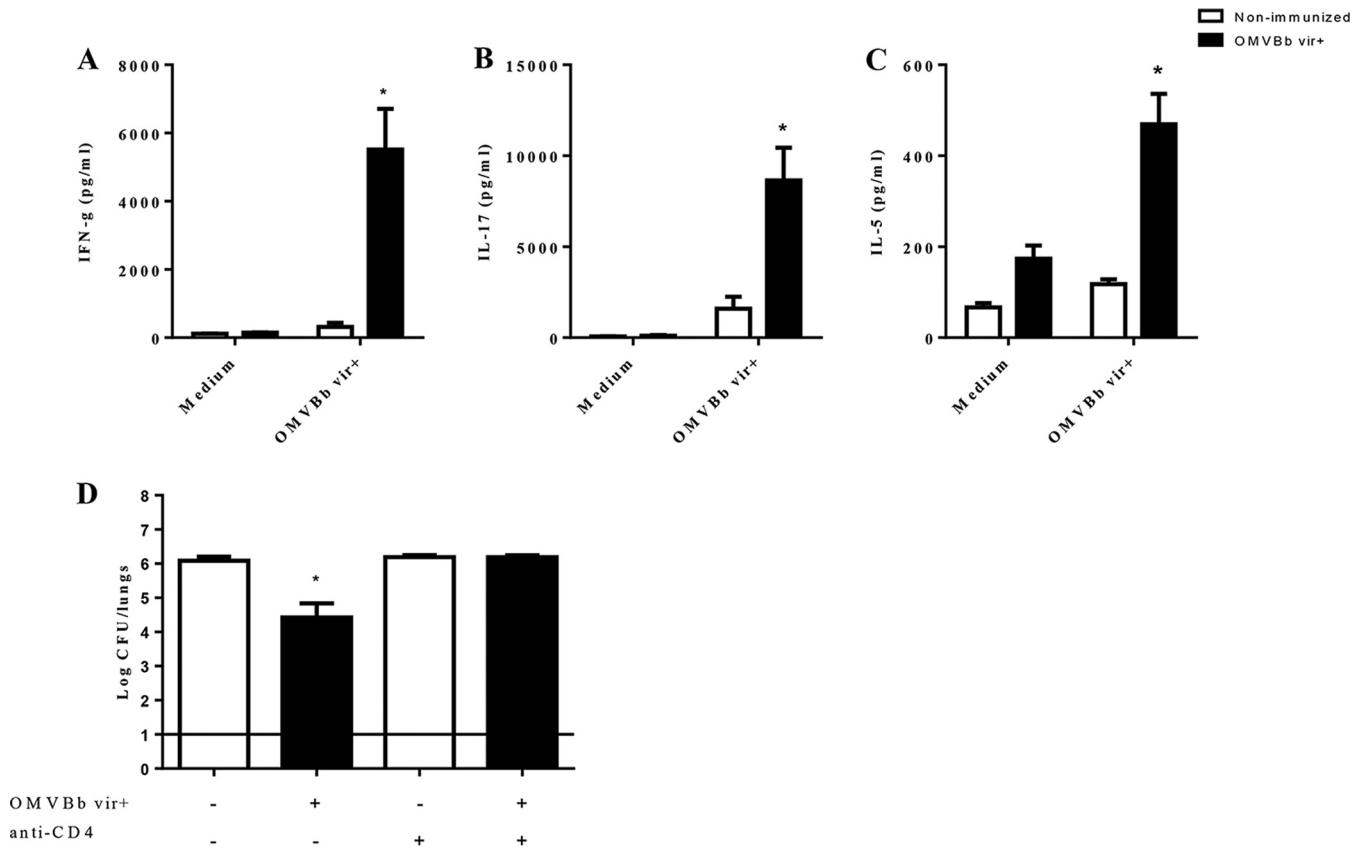 Non-immunized
OMVBb vir+
A
8000
6000
4000
2000
0
IFN-g (pg/ml)
*
Medium
OMVBb vir+
B
15000
10000
5000
0
IL-17 (pg/ml)
*
Medium
OMVBb vir+
C
600
400
200
0
IL-5 (pg/ml)
*
Medium
OMVBb vir+
D
8
7
6
5
4
3
2
1
0
Log CFU/lungs
*
OMVBb vir+ - + - +
anti-CD4 - - + +